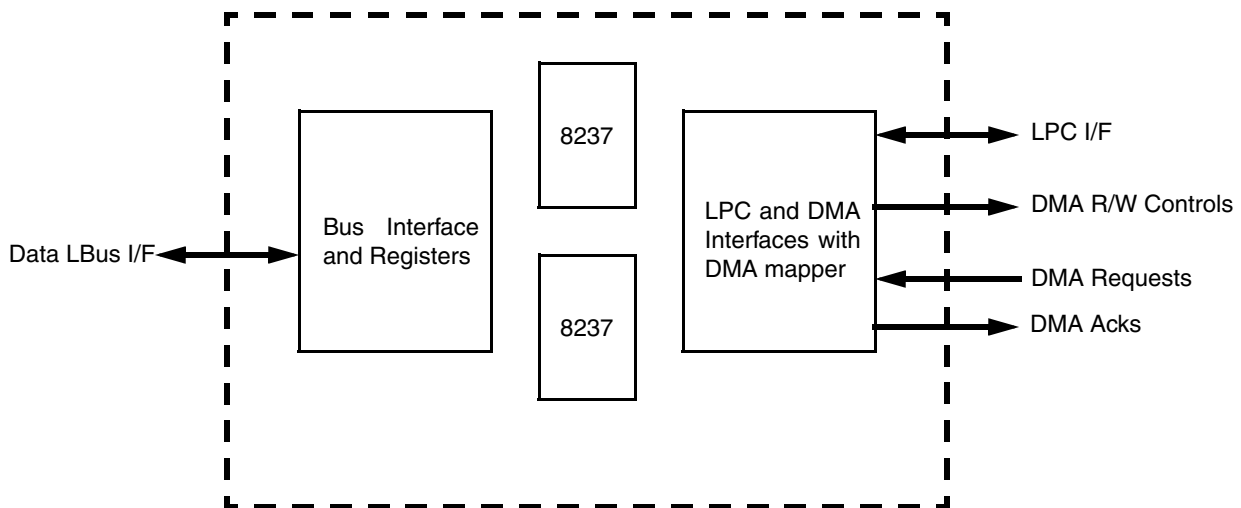 Data LBus I/F
Bus Interface
and Registers
8237
8237
LPC and DMA
Interfaces with
DMA mapper
LPC I/F
DMA R/W Controls
DMA Requests
DMA Acks